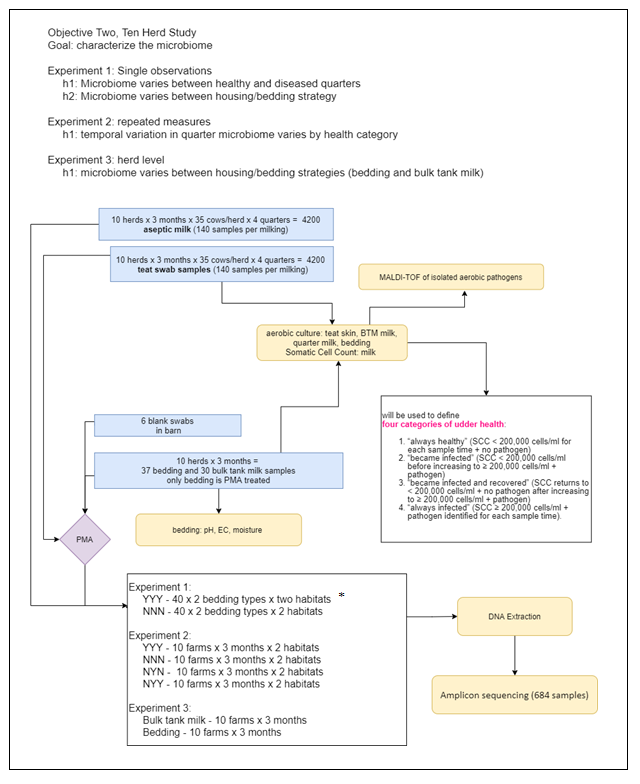 Objective Two, Ten Herd Study
Goal: characterize the microbiome
Experiment 1: Single observations
h1: Microbiome varies between healthy and diseased quarters
h2: Microbiome varies between housing/bedding strategy
Experiment 2: repeated measures
h1: temporal variation in quarter microbiome varies by health category
Experiment 3: herd level
h1: microbiome varies between housing/bedding strategies (bedding and bulk tank milk)
10 herds x 3 months x 35 cows/herd x 4 quarters = 4200
aseptic milk (140 samples per milking)
10 herds x 3 months x 35 cows/herd x 4 quarters = 4200
teat swab samples (140 samples per milking)
MALDI-TOF of isolated aerobic pathogens
aerobic culture: teat skin, BTM milk,
quarter milk, bedding
Somatic Cell Count: milk
will be used to define
four categories of udder health:
1. "always healthy" (SCC < 200,000 cells/ml for
each sample time + no pathogen)
2. "became infected" (SCC < 200,000 cells/ml
before increasing to ≥ 200,000 cells/ml +
pathogen)
3. "became infected and recovered" (SCC returns to
< 200,000 cells/ml + no pathogen after increasing
to ≥ 200,000 cells/ml + pathogen)
4. "always infected" (SCC ≥ 200,000 cells/ml +
pathogen identified for each sample time).
6 blank swabs
in barn
10 herds x 3 months =
37 bedding and 30 bulk tank milk samples
only bedding is PMA treated
bedding: pH, EC, moisture
PMA
Experiment 1:
YYY - 40 x 2 bedding types x two habitats *
NNN - 40 x 2 bedding types x 2 habitats
Experiment 2:
YYY - 10 farms x 3 months x 2 habitats
NNN - 10 farms x 3 months x 2 habitats
NYN - 10 farms x 3 months x 2 habitats
NYY - 10 farms x 3 months x 2 habitats
Experiment 3:
Bulk tank milk - 10 farms x 3 months
Bedding - 10 farms x 3 months
DNA Extraction
Amplicon sequencing (684 samples)